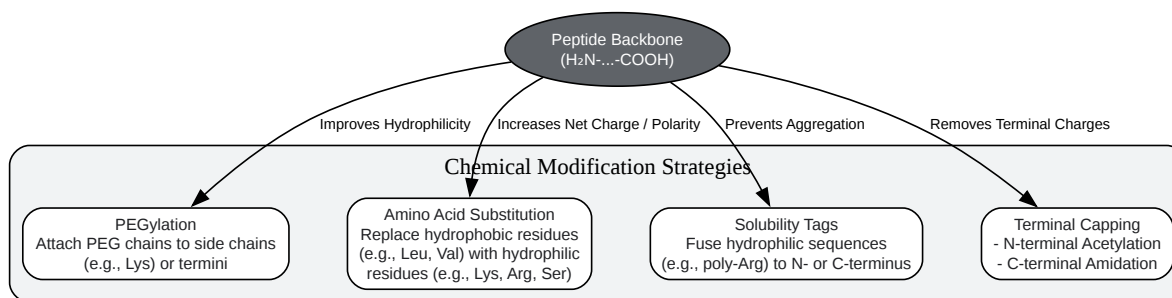 Peptide Backbone
(H₂N-...-COOH)
Improves Hydrophilicity
Increases Net Charge / Polarity
Prevents Aggregation
Removes Terminal Charges
Chemical Modification Strategies
PEGylation
Attach PEG chains to side chains
(e.g., Lys) or termini
Amino Acid Substitution
Replace hydrophobic residues
(e.g., Leu, Val) with hydrophilic
residues (e.g., Lys, Arg, Ser)
Solubility Tags
Fuse hydrophilic sequences
(e.g., poly-Arg) to N- or C-terminus
Terminal Capping
- N-terminal Acetylation
- C-terminal Amidation